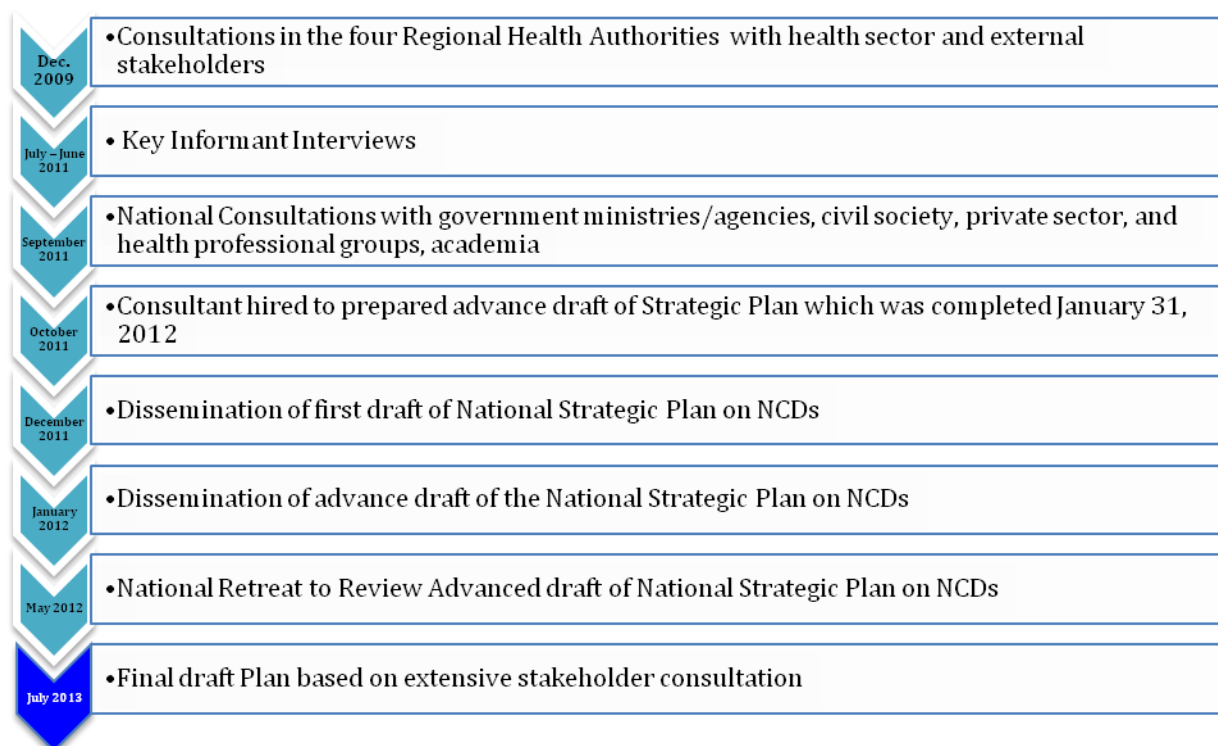 Dec.
2009
•Consultations in the four Regional Health Authorities with health sector and external
stakeholders
July – June
2011
• Key Informant Interviews
September
2011
•National Consultations with government ministries/agencies, civil society, private sector, and
health professional groups, academia
October
2011
•Consultant hired to prepared advance draft of Strategic Plan which was completed January 31,
2012
December
2011
•Dissemination of first draft of National Strategic Plan on NCDs
January
2012
•Dissemination of advance draft of the National Strategic Plan on NCDs
May 2012
•National Retreat to Review Advanced draft of National Strategic Plan on NCDs
July 2013
•Final draft Plan based on extensive stakeholder consultation